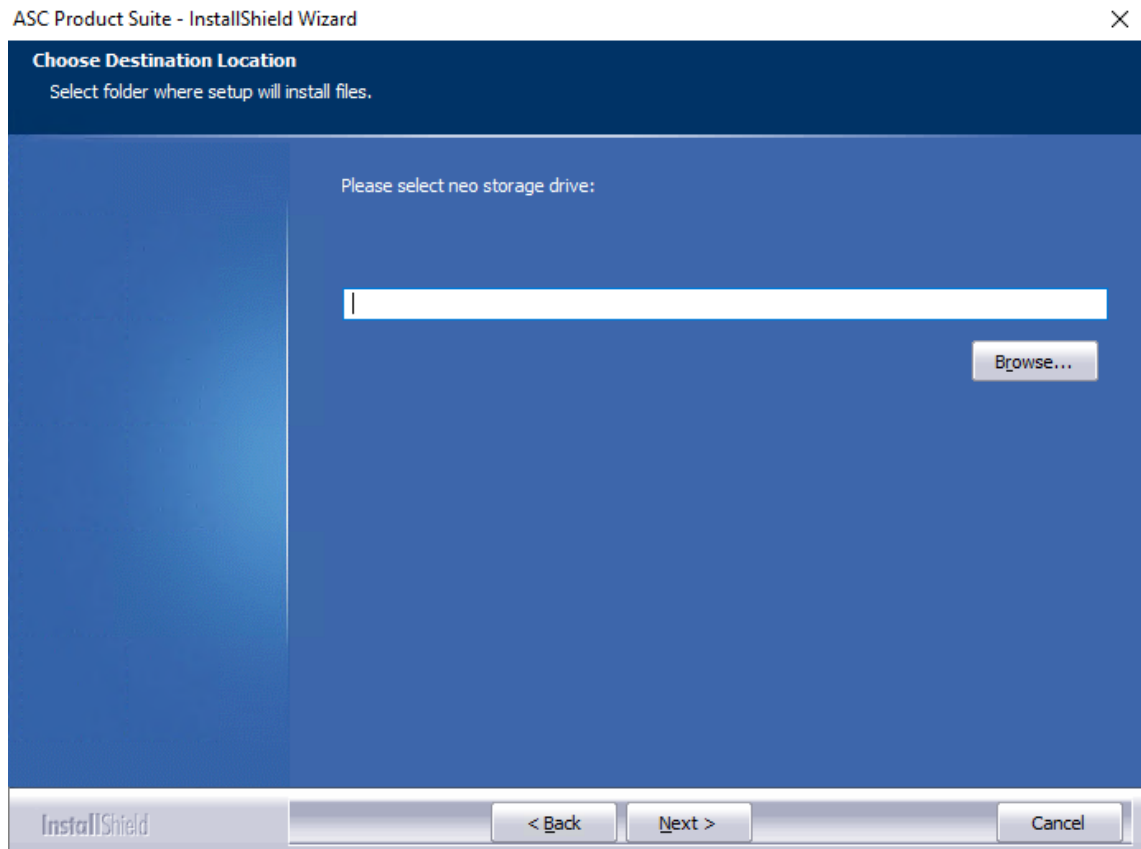 ASC Product Suite - InstallShield Wizard
Choose Destination Location
Select folder where setup will install files.
Please select neo storage drive:
Browse...
InstallShield
< Back
Next >
Cancel